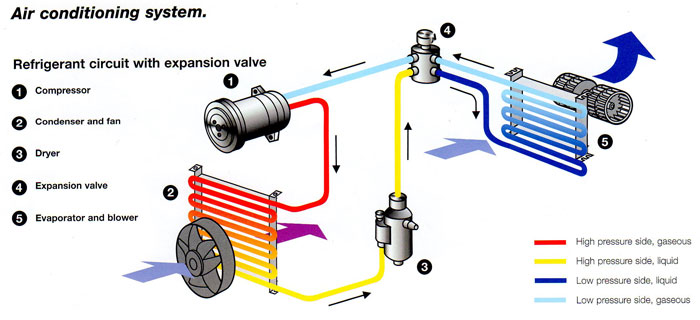 Air conditioning system.
Refrigerant circuit with expansion valve
1 Compressor
2 Condenser and fan
3 Dryer
4 Expansion valve
5 Evaporator and blower
1
2
3
4
5
High pressure side, gaseous
High pressure side, liquid
Low pressure side, liquid
Low pressure side, gaseous